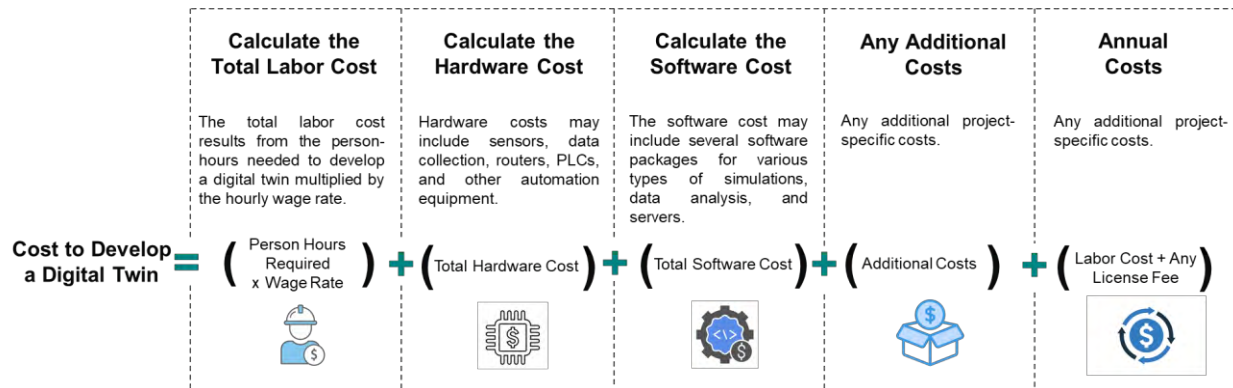 Calculate the
Total Labor Cost
The total labor cost
results from the person-
hours needed to develop
a digital twin multiplied by
the hourly wage rate.
Calculate the
Hardware Cost
Hardware costs may
include sensors, data
collection, routers, PLCs,
and other automation
equipment.
Calculate the
Software Cost
The software cost may
include several software
packages for various
types of simulations,
data analysis, and
servers.
Any Additional
Costs
Any additional project-
specific costs.
Annual
Costs
Any additional project-
specific costs.
Cost to Develop
a Digital Twin
=
( Person Hours
Required
x Wage Rate )
+
( Total Hardware Cost )
+
( Total Software Cost )
+
( Additional Costs )
+
( Labor Cost + Any
License Fee )
$
$
</> $
$
$